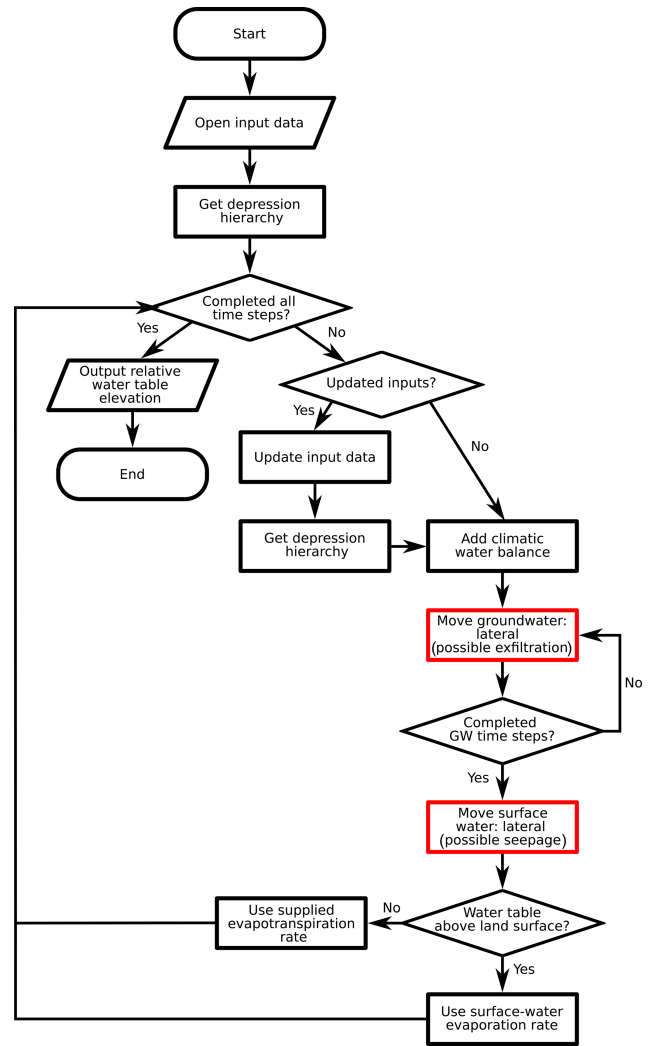 Start
Open input data
Get depression
hierarchy
Completed all
time steps?
Yes
No
Output relative
water table
elevation
Updated inputs?
Yes
End
No
Update input data
Get depression
hierarchy
Add climatic
water balance
Move groundwater:
lateral
(possible exfiltration)
No
Completed
GW time steps?
Yes
Move surface
water: lateral
(possible seepage)
No
Use supplied
evapotranspiration
rate
Water table
above land surface?
Yes
Use surface-water
evaporation rate